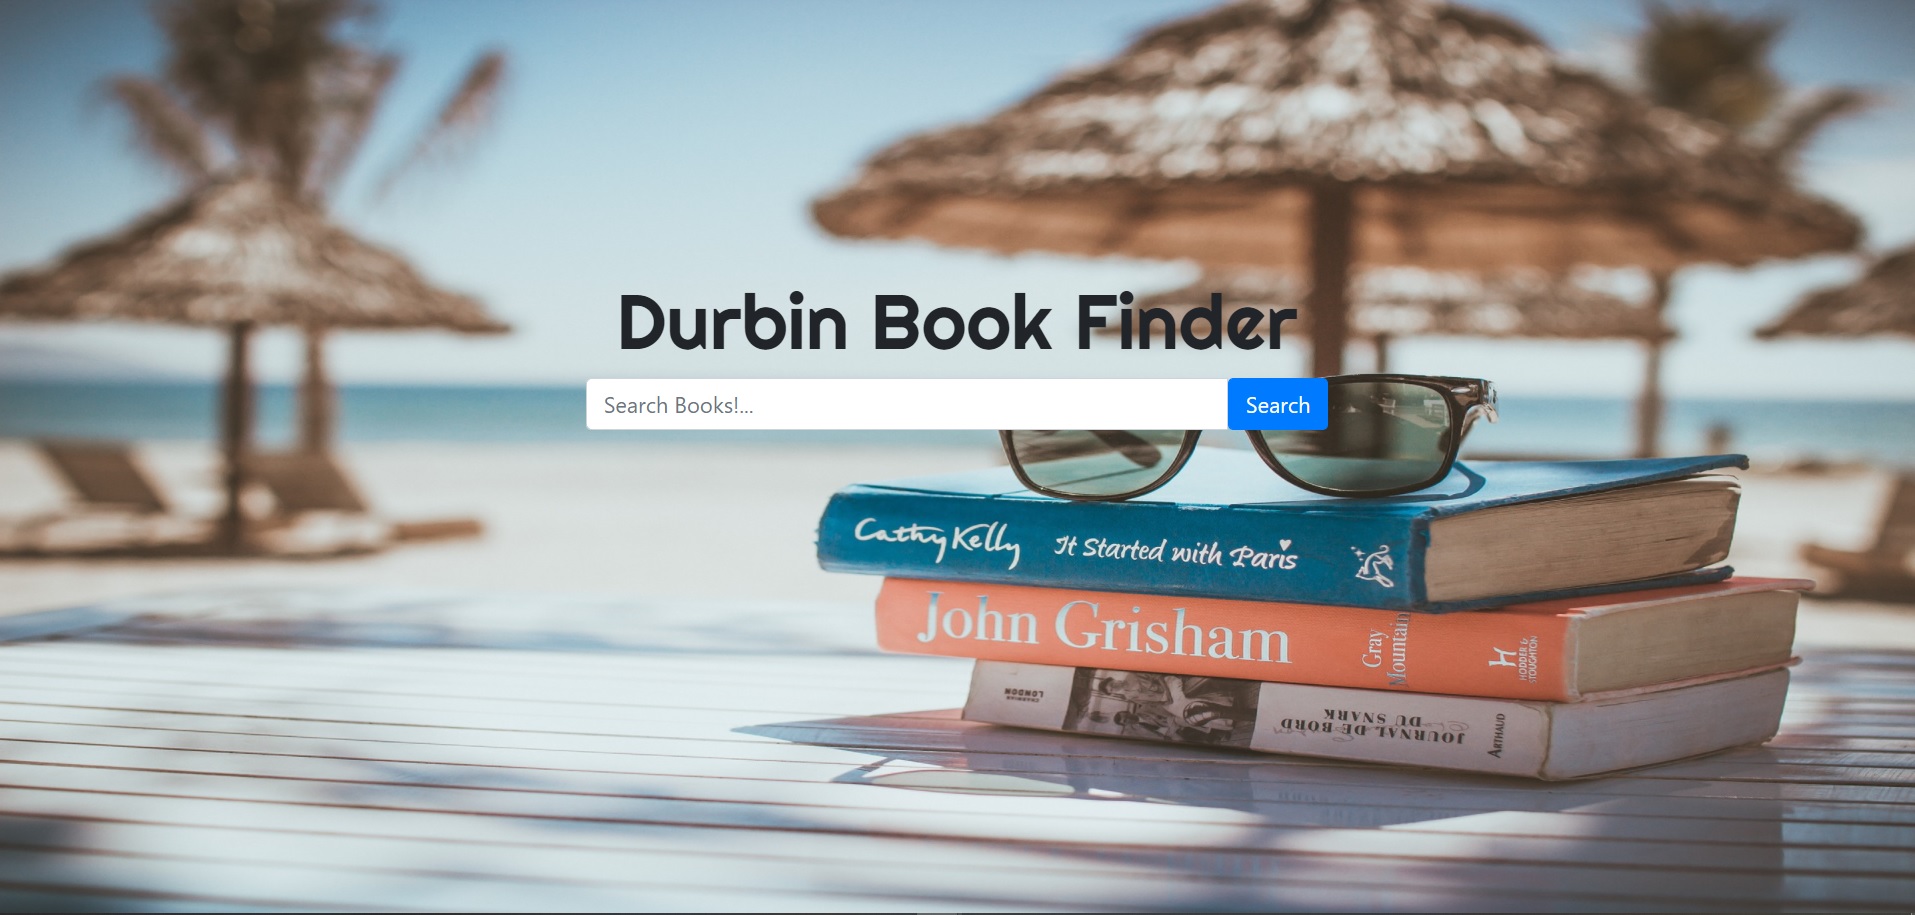 Durbin Book Finder
Search Books!...
Search
Cathy Kelly
It Started with Paris
John Grisham
Gray
Mountain
H
HODDER &
STOUGHTON
JOURNAL DE BORD
DU SNARK
ARTHAUD
LONDON